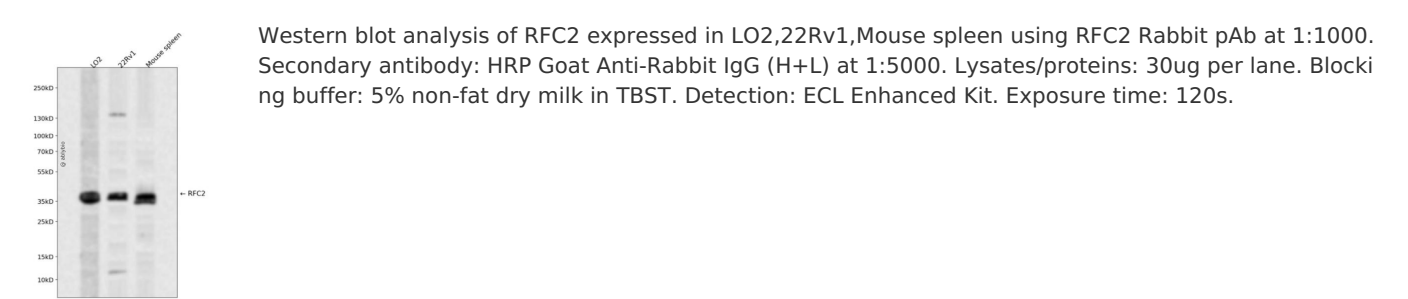 LO2
22Rv1
Mouse spleen
Western blot analysis of RFC2 expressed in LO2,22Rv1,Mouse spleen using RFC2 Rabbit pAb at 1:1000.
Secondary antibody: HRP Goat Anti-Rabbit IgG (H+L) at 1:5000. Lysates/proteins: 30ug per lane. Blocki
ng buffer: 5% non-fat dry milk in TBST. Detection: ECL Enhanced Kit. Exposure time: 120s.
250kD
130kD
100kD
70kD
55kD
35kD
25kD
15kD
10kD
← RFC2